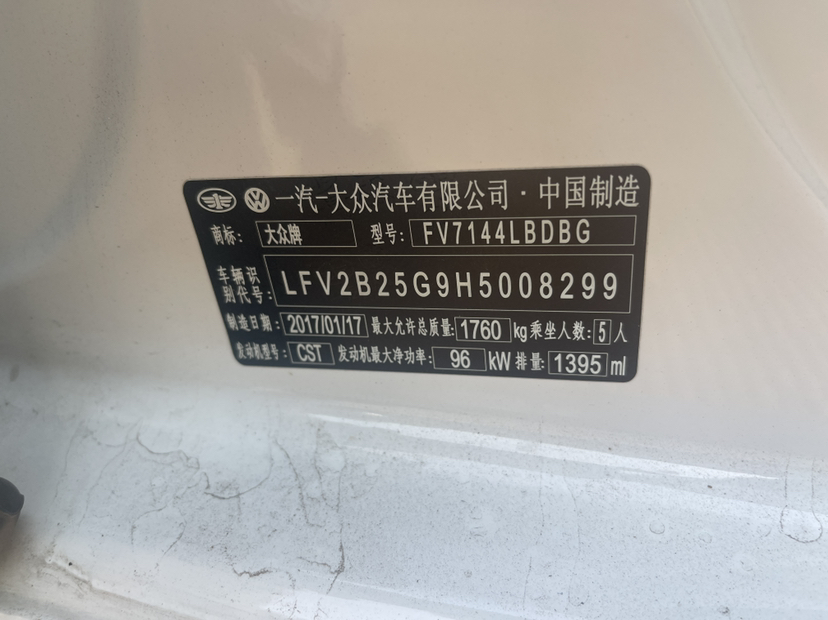 一汽-大众汽车有限公司·中国制造
商标: 大众牌 型号: FV7144LBDBG
车辆识
别代号: LFV2B25G9H5008299
制造日期: 2017/01/17 最大允许总质量: 1760 kg 乘坐人数: 5 人
发动机型号: CST 发动机最大净功率: 96 kW 排量: 1395 ml